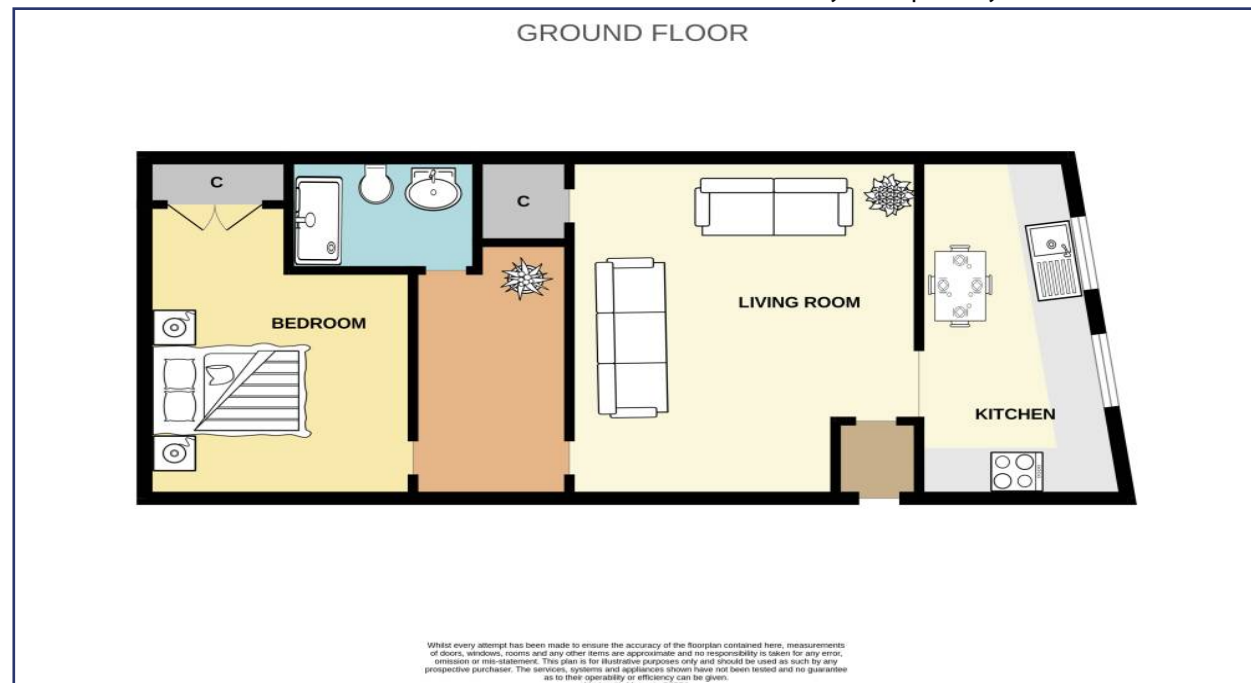 GROUND FLOOR
C
C
BEDROOM
LIVING ROOM
KITCHEN
Whilst every attempt has been made to ensure the accuracy of the floorplan contained here, measurements
of doors, windows, rooms and any other items are approximate and no responsibility is taken for any error,
omission or mis-statement. This plan is for illustrative purposes only and should be used as such by any
prospective purchaser. The services, systems and appliances shown have not been tested and no guarantee
as to their operability or efficiency can be given.